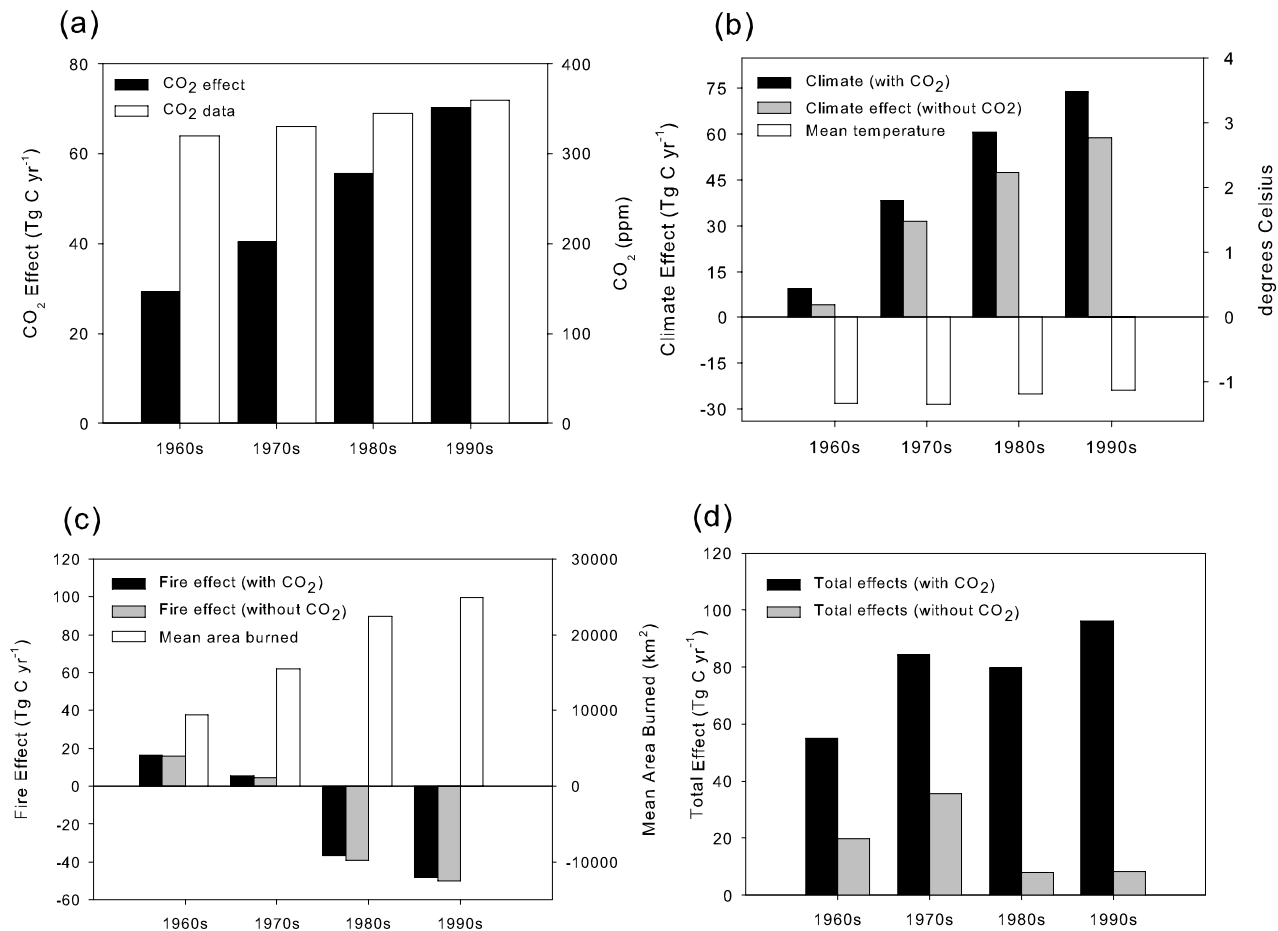 (a)
80
60
40
20
0
CO2 Effect (Tg C yr-1)
CO2 effect
CO2 data
400
300
200
100
0
CO2 (ppm)
1960s 1970s 1980s 1990s
(b)
75
60
45
30
15
0
-15
-30
Climate Effect (Tg C yr-1)
Climate (with CO2)
Climate effect (without CO2)
Mean temperature
4
3
2
1
0
-1
degrees Celsius
1960s 1970s 1980s 1990s
(c)
120
100
80
60
40
20
0
-20
-40
-60
Fire Effect (Tg C yr-1)
Fire effect (with CO2)
Fire effect (without CO2)
Mean area burned
30000
20000
10000
0
-10000
Mean Area Burned (km2)
1960s 1970s 1980s 1990s
(d)
120
100
80
60
40
20
0
Total Effect (Tg C yr-1)
Total effects (with CO2)
Total effects (without CO2)
1960s 1970s 1980s 1990s